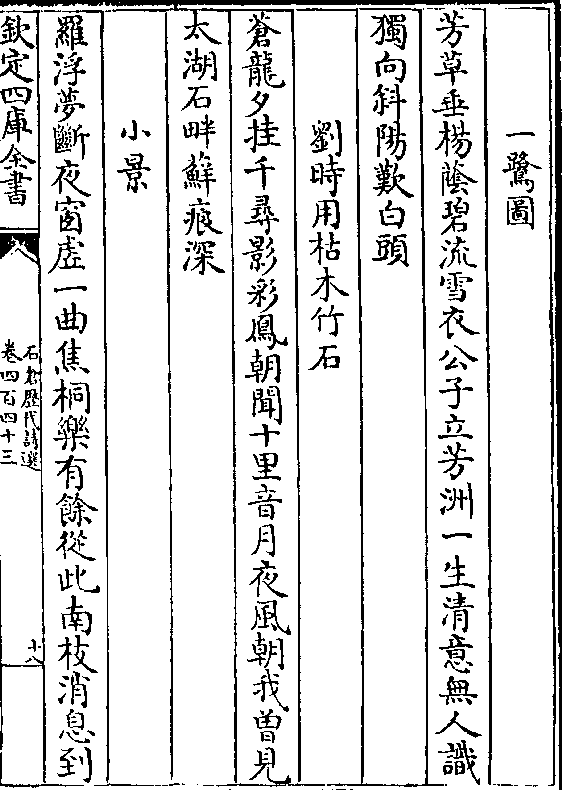 一鷺圖
芳草垂楊蔭碧流雪衣公子立芳洲一生清意無人識
獨向斜陽歎白頭
劉時用枯木竹石
蒼龍夕挂千尋影彩鳳朝聞十里音月夜風朝我曽見
太湖石畔蘚痕深
小景
羅浮夢斷夜窗虛一曲焦桐樂有餘從此南枝消息到
欽定四庫全書
石倉歷代詩選
卷四百四十三
十八